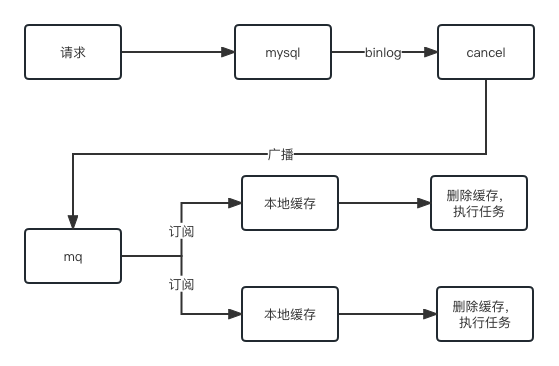 请求
mysql
binlog
cancel
广播
mq
订阅
订阅
本地缓存
删除缓存，
执行任务
本地缓存
删除缓存，
执行任务